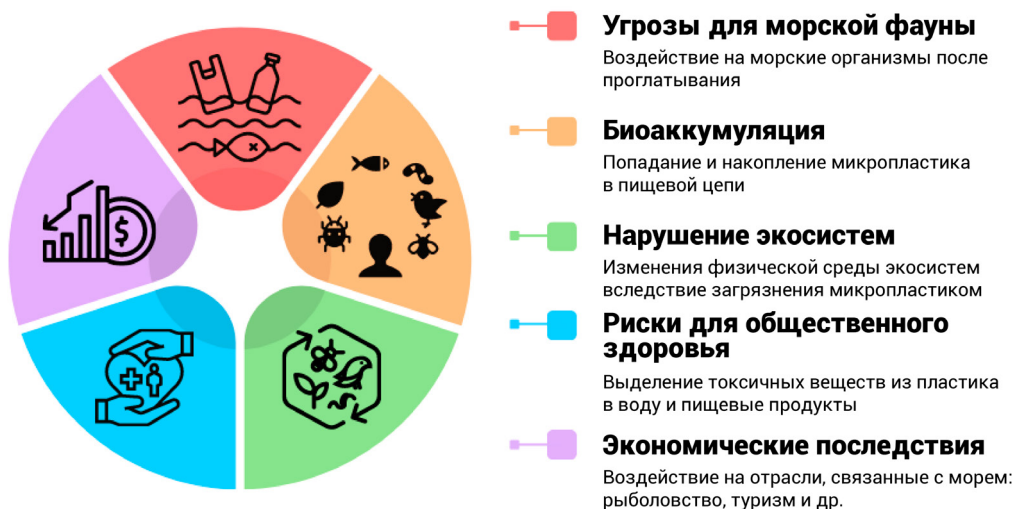 Угрозы для морской фауны
Воздействие на морские организмы после
проглатывания
Биоаккумуляция
Попадание и накопление микропластика
в пищевой цепи
Нарушение экосистем
Изменения физической среды экосистем
вследствие загрязнения микропластиком
Риски для общественного
здоровья
Выделение токсичных веществ из пластика
в воду и пищевые продукты
Экономические последствия
Воздействие на отрасли, связанные с морем:
рыболовство, туризм и др.
$